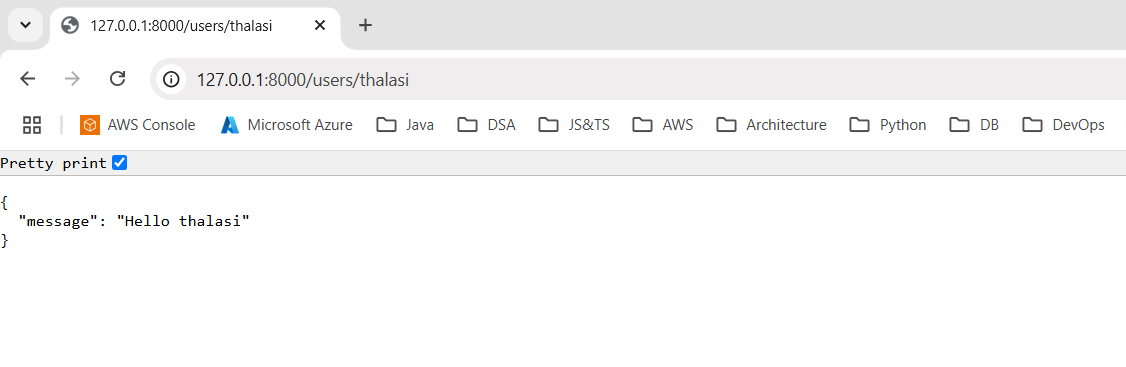 127.0.0.1:8000/users/thalasi
127.0.0.1:8000/users/thalasi
AWS Console Microsoft Azure Java DSA JS&TS AWS Architecture Python DB DevOps
Pretty print
{
  "message": "Hello thalasi"
}